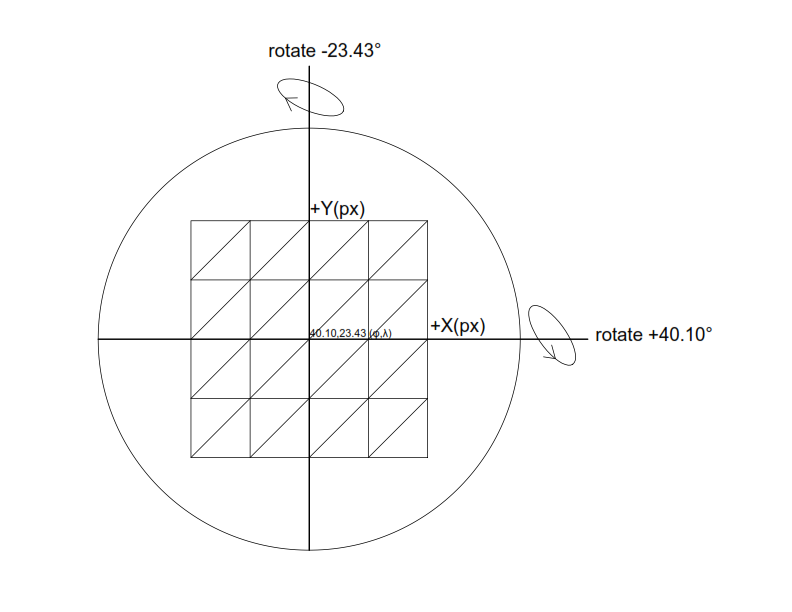 rotate -23.43°
+Y(px)
+X(px)
40.10,23.43 (φ,λ)
rotate +40.10°